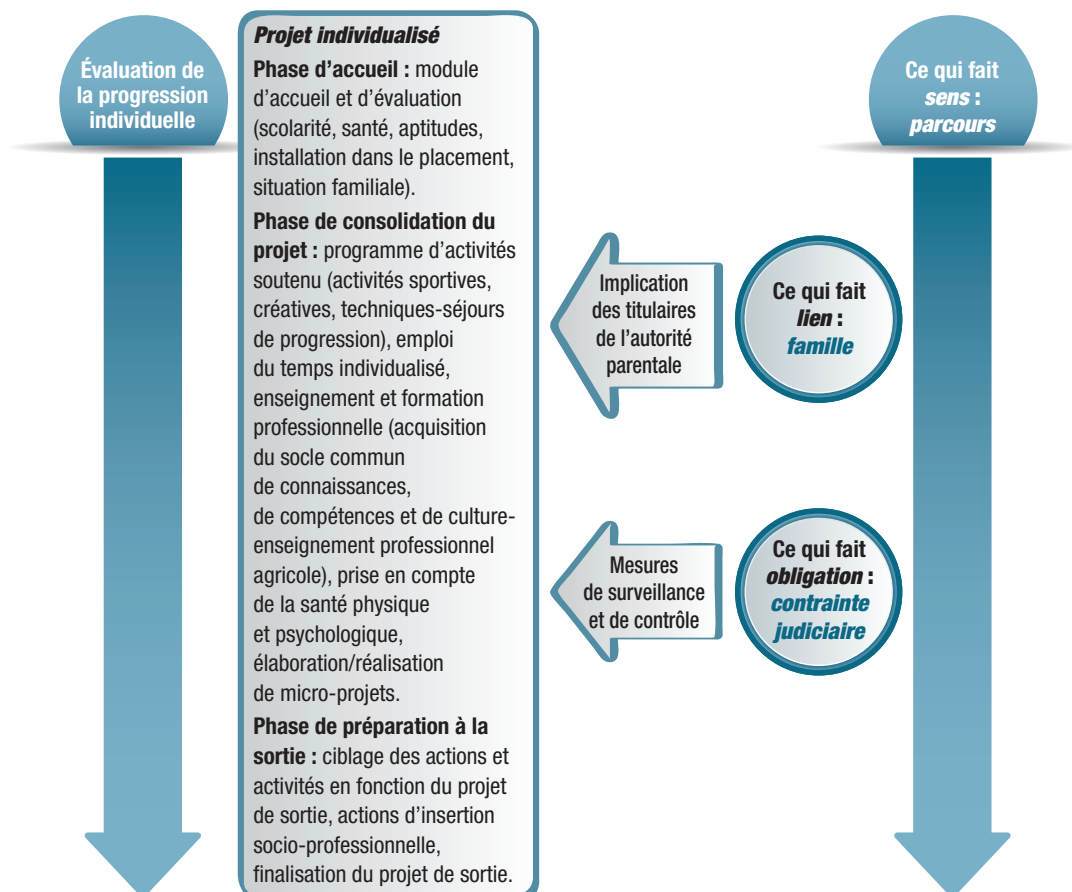 Évaluation de
la progression
individuelle
Projet individualisé
Phase d'accueil : module
d'accueil et d'évaluation
(scolarité, santé, aptitudes,
installation dans le placement,
situation familiale).
Phase de consolidation du
projet : programme d'activités
soutenu (activités sportives,
créatives, techniques-séjours
de progression), emploi
du temps individualisé,
enseignement et formation
professionnelle (acquisition
du socle commun
de connaissances,
de compétences et de culture-
enseignement professionnel
agricole), prise en compte
de la santé physique
et psychologique,
élaboration/réalisation
de micro-projets.
Phase de préparation à la
sortie : ciblage des actions et
activités en fonction du projet
de sortie, actions d'insertion
socio-professionnelle,
finalisation du projet de sortie.
Implication
des titulaires
de l'autorité
parentale
Mesures
de surveillance
et de contrôle
Ce qui fait
lien :
famille
Ce qui fait
obligation :
contrainte
judiciaire
Ce qui fait
sens :
parcours